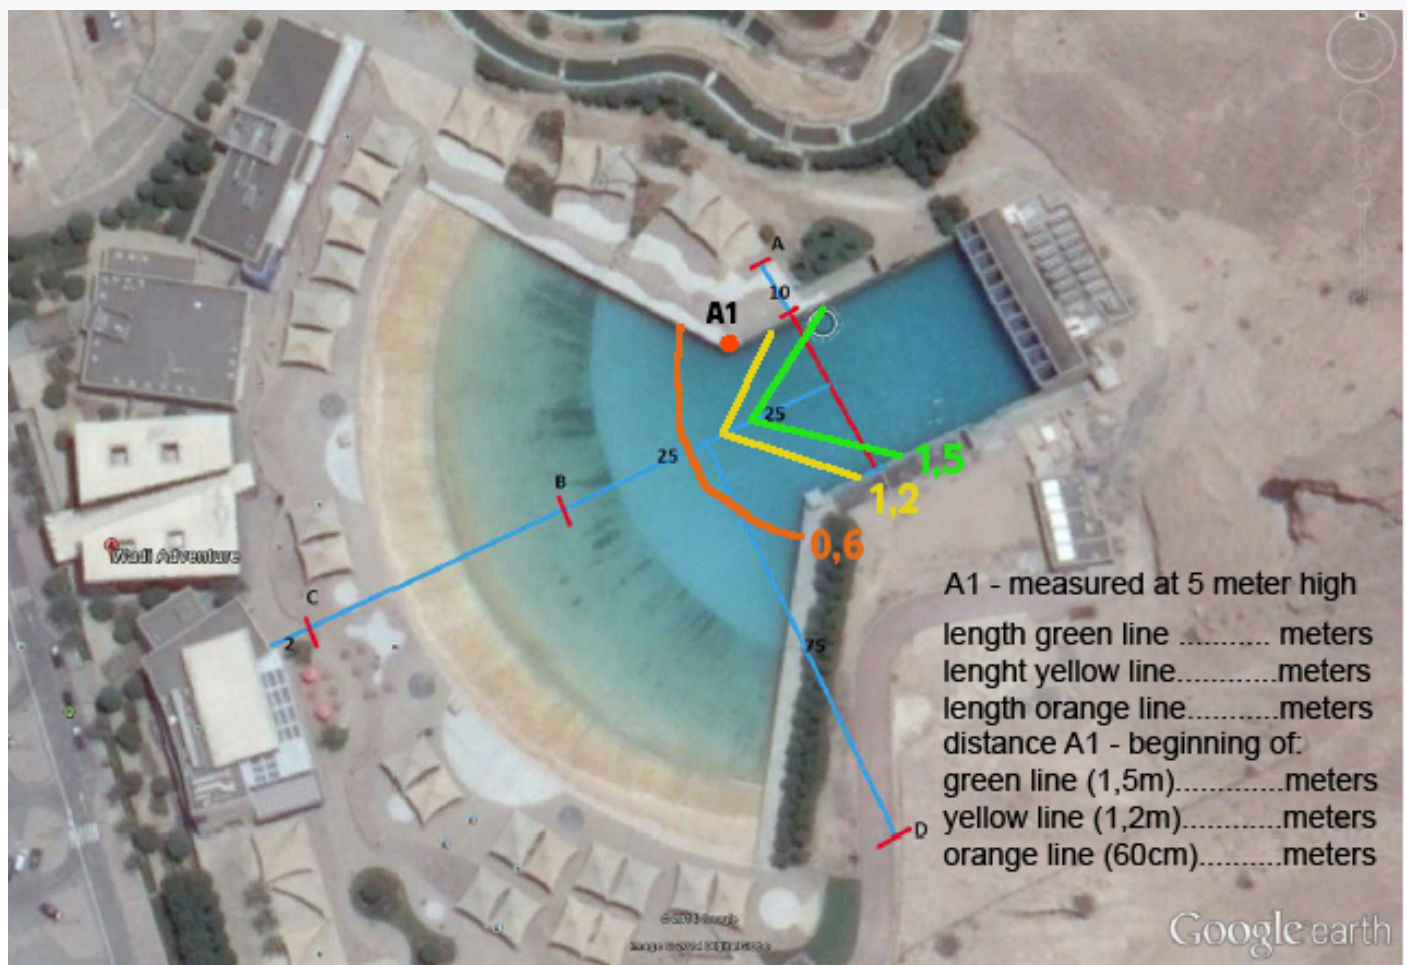 A
10
A1
25
1,5
25
1,2
B
0,6
Wadi Adventure
A1 - measured at 5 meter high
C
length green line ........... meters
2
75
lenght yellow line............meters
length orange line...........meters
distance A1 - beginning of:
green line (1,5m).............meters
D
yellow line (1,2m)............meters
orange line (60cm)..........meters
Google earth